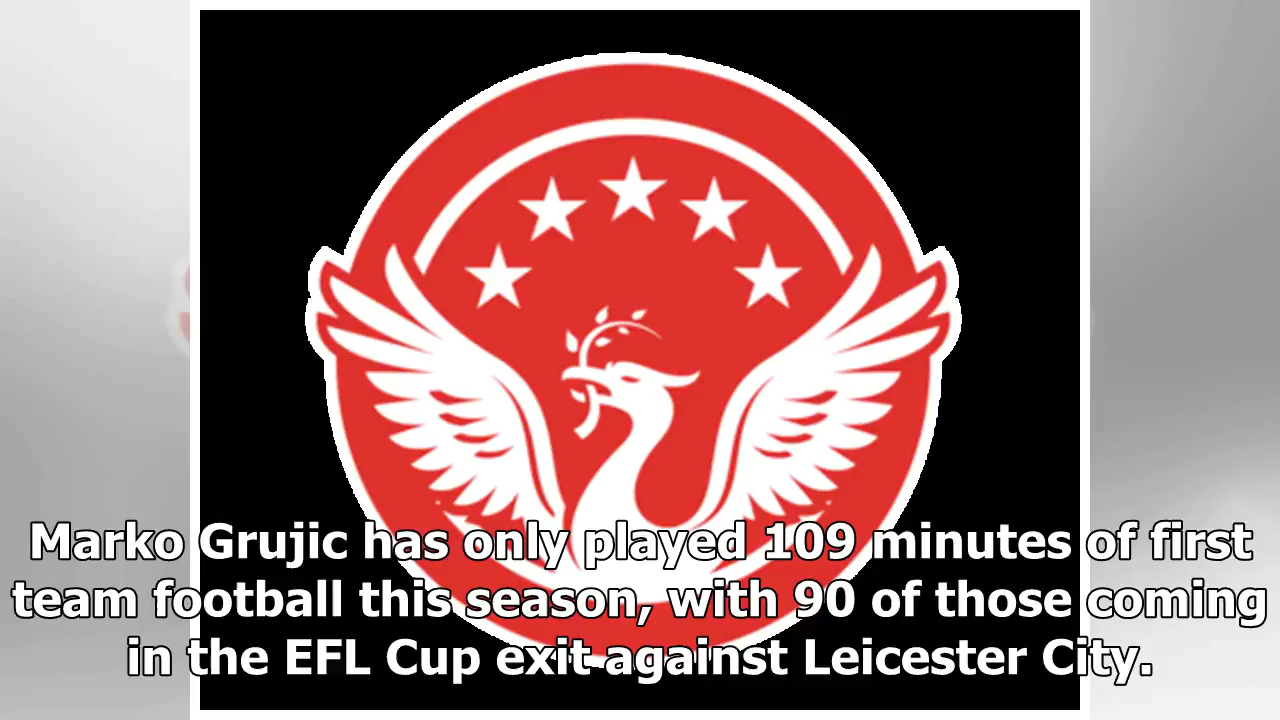 Marko Grujic has only played 109 minutes of first
team football this season, with 90 of those coming
in the EFL Cup exit against Leicester City.